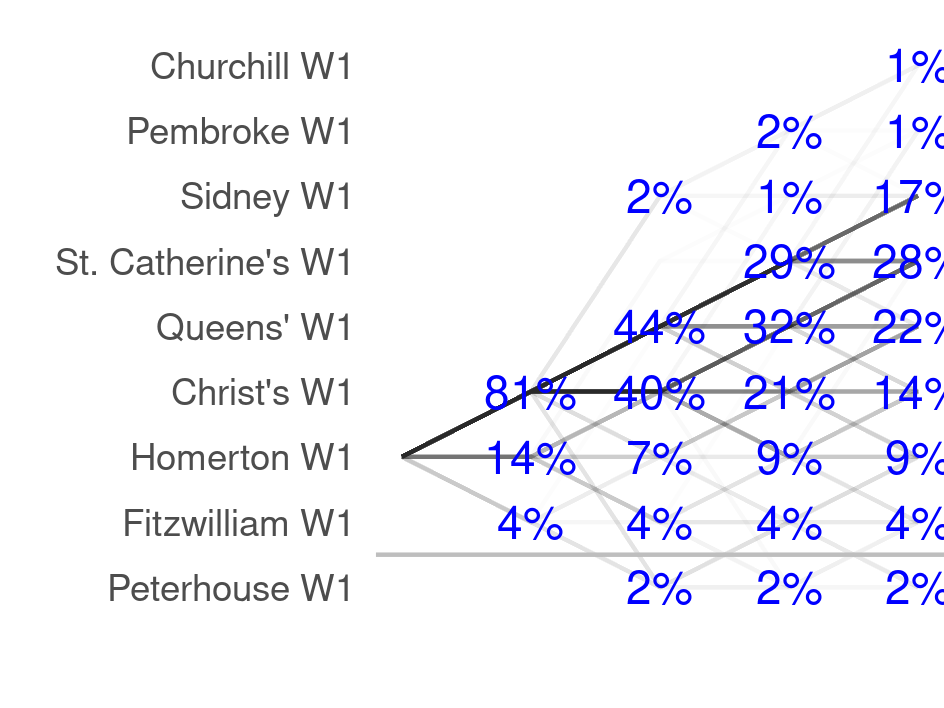 Churchill W1 1%
Pembroke W1 2% 1%
Sidney W1 2% 1% 17%
St. Catherine's W1 29% 28%
Queens' W1 44% 32% 22%
Christ's W1 81% 40% 21% 14%
Homerton W1 14% 7% 9% 9%
Fitzwilliam W1 4% 4% 4% 4%
Peterhouse W1 2% 2% 2%